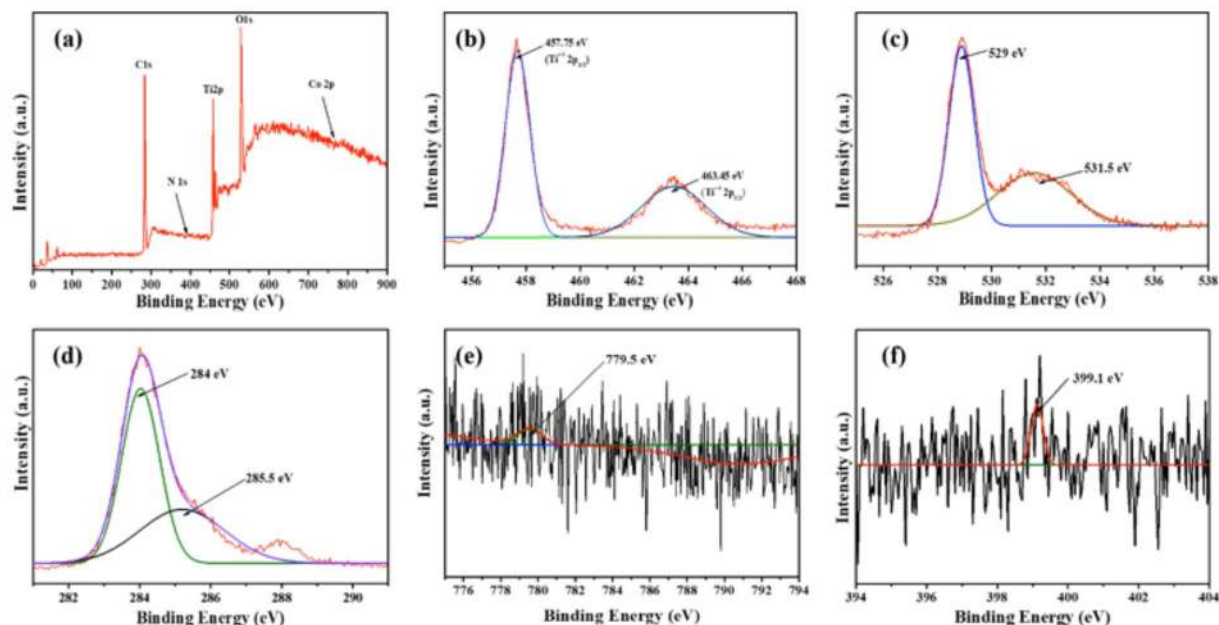 (a)
O1s
C1s
Ti2p
Co 2p
N 1s
Intensity (a.u.)
0 100 200 300 400 500 600 700 800 900
Binding Energy (eV)
(b)
457.75 eV
463.45 eV
Intensity (a.u.)
456 458 460 462 464 466 468
Binding Energy (eV)
(c)
529 eV
531.5 eV
Intensity (a.u.)
526 528 530 532 534 536 538
Binding Energy (eV)
(d)
284 eV
285.5 eV
Intensity (a.u.)
282 284 286 288 290
Binding Energy (eV)
(e)
779.5 eV
Intensity (a.u.)
776 778 780 782 784 786 788 790 792 794
Binding Energy (eV)
(f)
399.1 eV
Intensity (a.u.)
394 396 398 400 402 404
Binding Energy (eV)